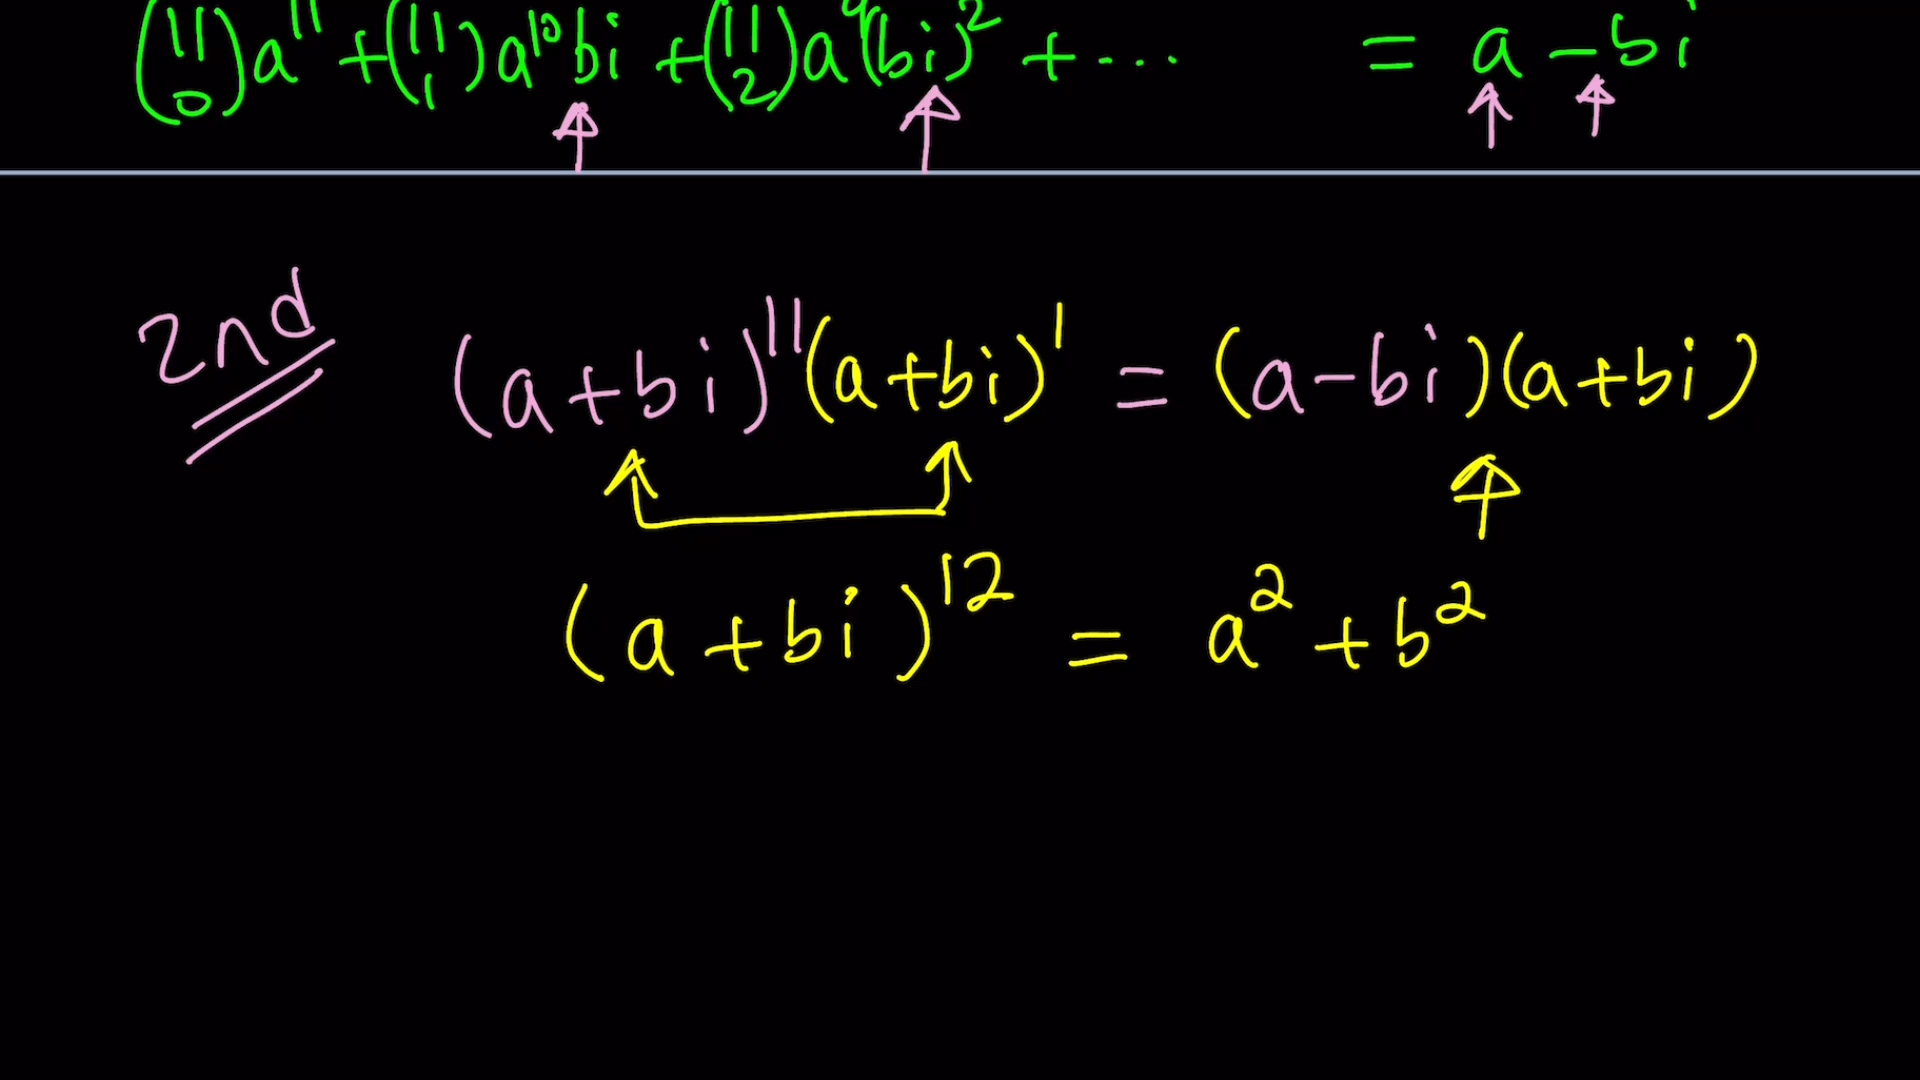 (11 0)a^11 + (11 1)a^10 bi + (11 2)a^9(bi)^2 + ... = a - bi
2nd (a+bi)^11 (a+bi)^1 = (a-bi)(a+bi)
(a+bi)^12 = a^2 + b^2